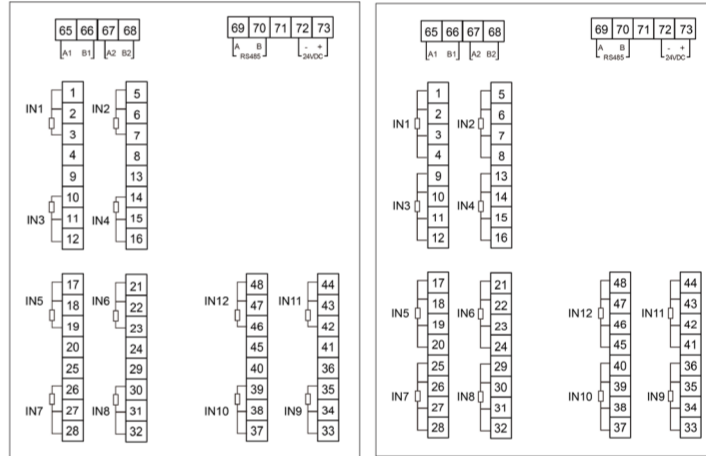 65 66 67 68
A1 B1 A2 B2
69 70 71 72 73
A B - +
RS485 24VDC
IN1
1
2
3
4
9
10
11
12
IN3
IN2
5
6
7
8
13
14
15
16
IN4
IN5
17
18
19
20
25
26
27
28
IN7
IN6
21
22
23
24
29
30
31
32
IN8
IN12
48
47
46
45
40
39
38
37
IN10
IN11
44
43
42
41
36
35
34
33
IN9
65 66 67 68
A1 B1 A2 B2
69 70 71 72 73
A B - +
RS485 24VDC
IN1
1
2
3
4
9
10
11
12
IN3
IN2
5
6
7
8
13
14
15
16
IN4
IN5
17
18
19
20
25
26
27
28
IN7
IN6
21
22
23
24
29
30
31
32
IN8
IN12
48
47
46
45
40
39
38
37
IN10
IN11
44
43
42
41
36
35
34
33
IN9